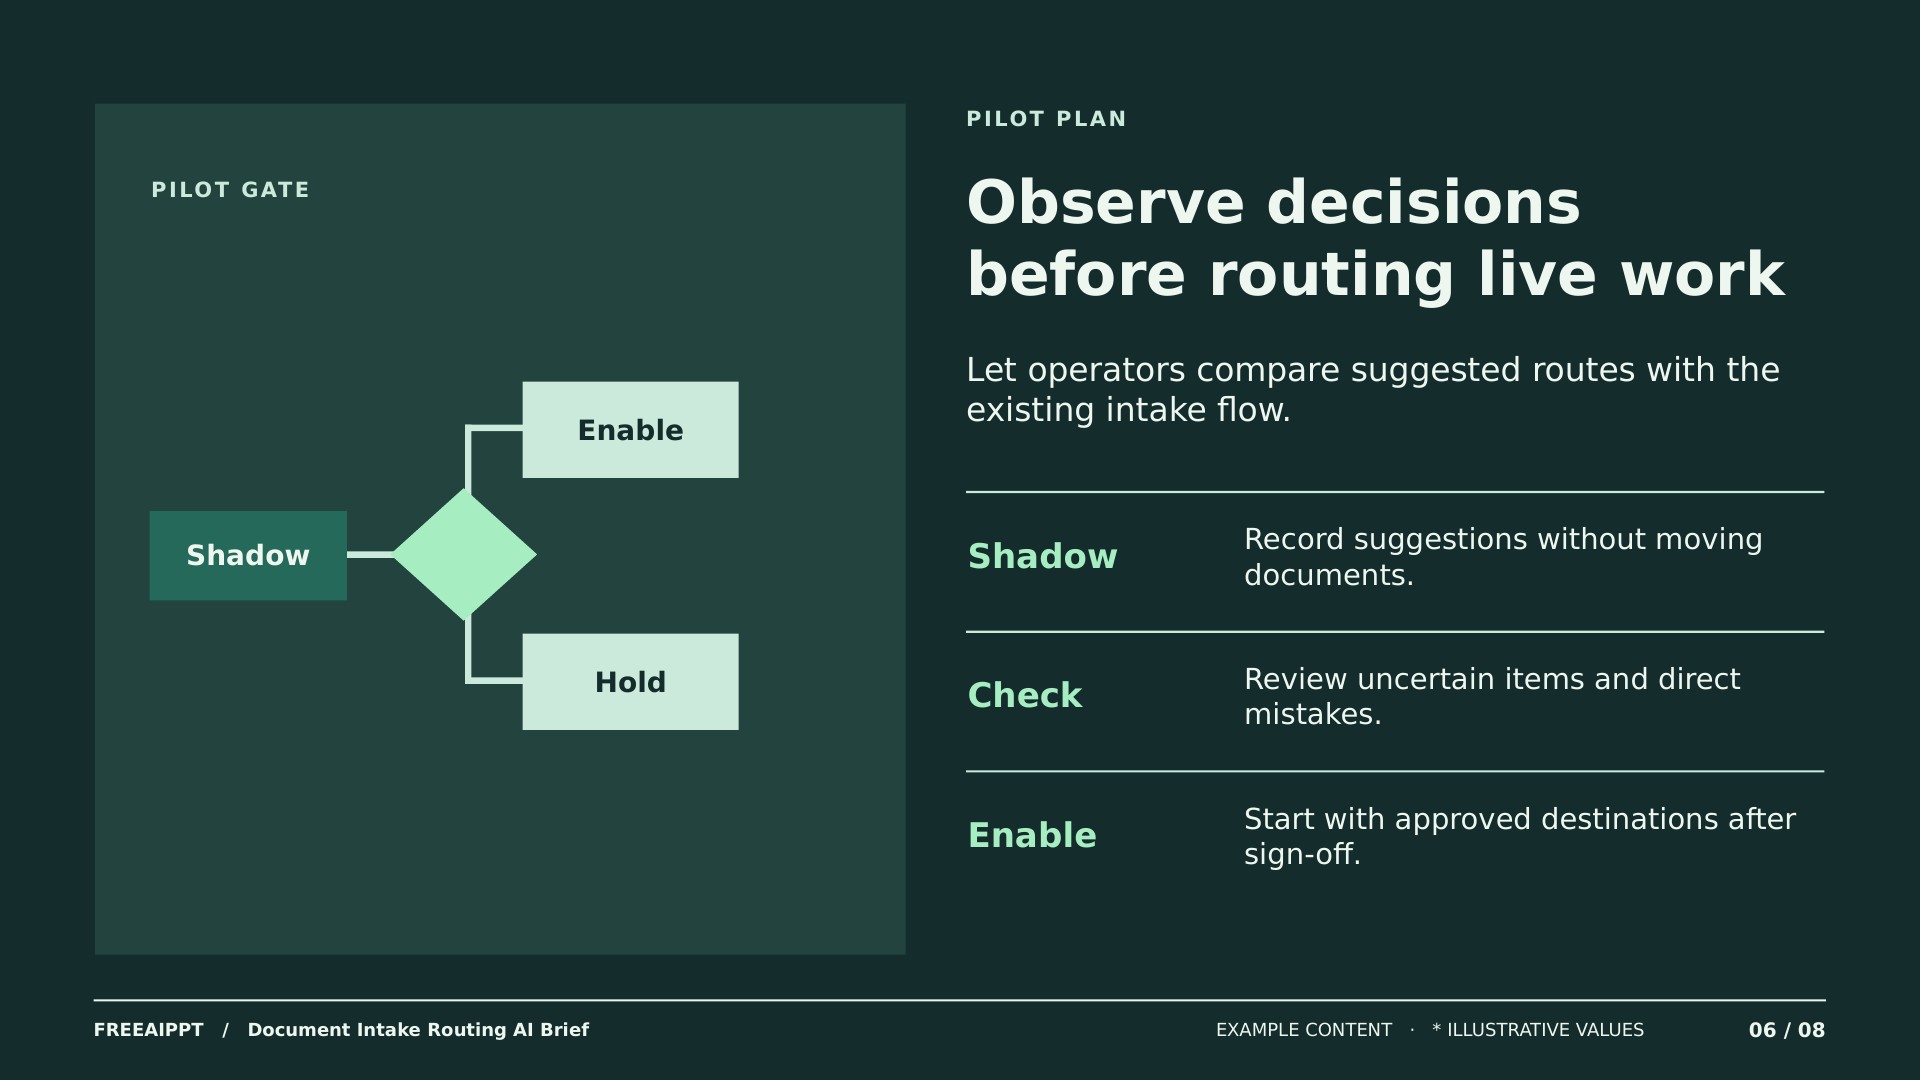 PILOT GATE
Enable
Shadow
Hold
PILOT PLAN
Observe decisions
before routing live work
Let operators compare suggested routes with the
existing intake flow.
Shadow
Record suggestions without moving
documents.
Check
Review uncertain items and direct
mistakes.
Enable
Start with approved destinations after
sign-off.
FREEAIPPT / Document Intake Routing AI Brief
EXAMPLE CONTENT · * ILLUSTRATIVE VALUES
06 / 08